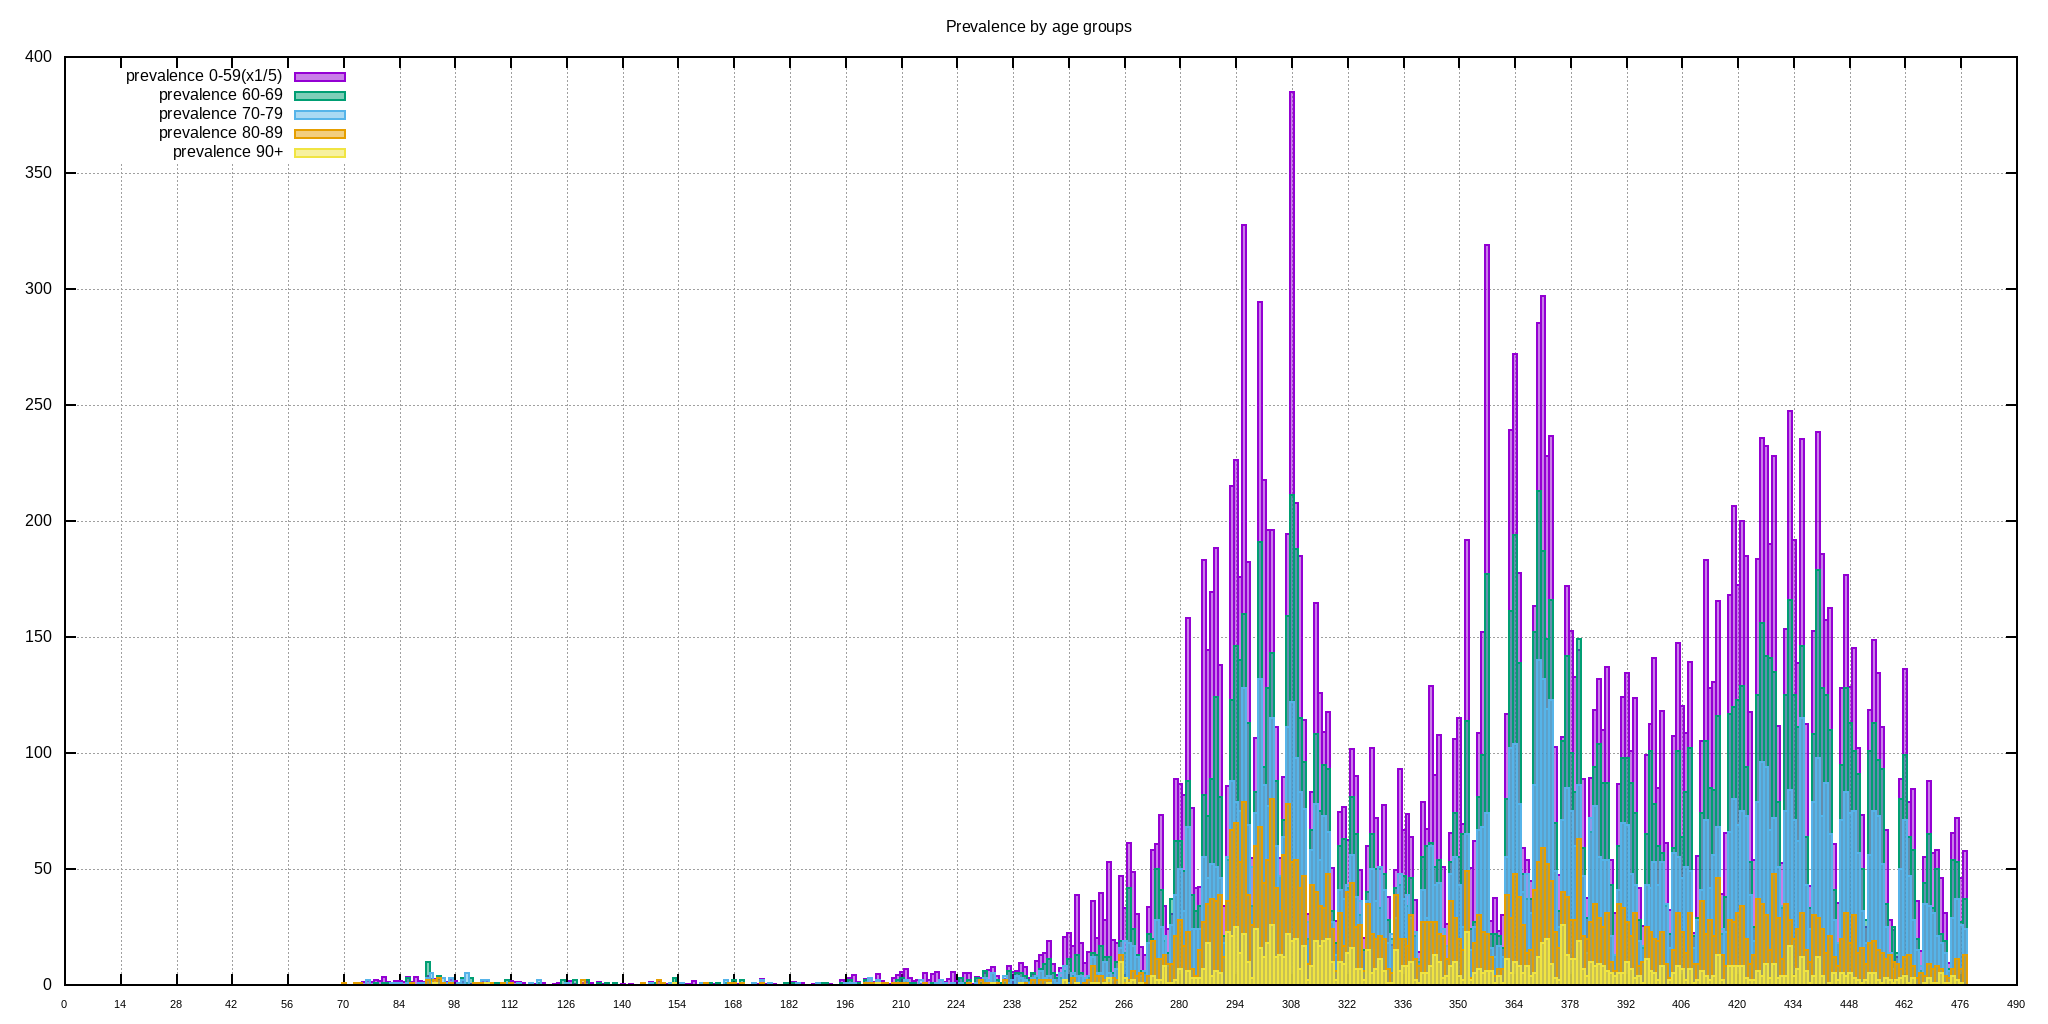 Prevalence by age groups
400
350
300
250
200
150
100
50
0
prevalence 0-59(x1/5)
prevalence 60-69
prevalence 70-79
prevalence 80-89
prevalence 90+
0 14 28 42 56 70 84 98 112 126 140 154 168 182 196 210 224 238 252 266 280 294 308 322 336 350 364 378 392 406 420 434 448 462 476 490